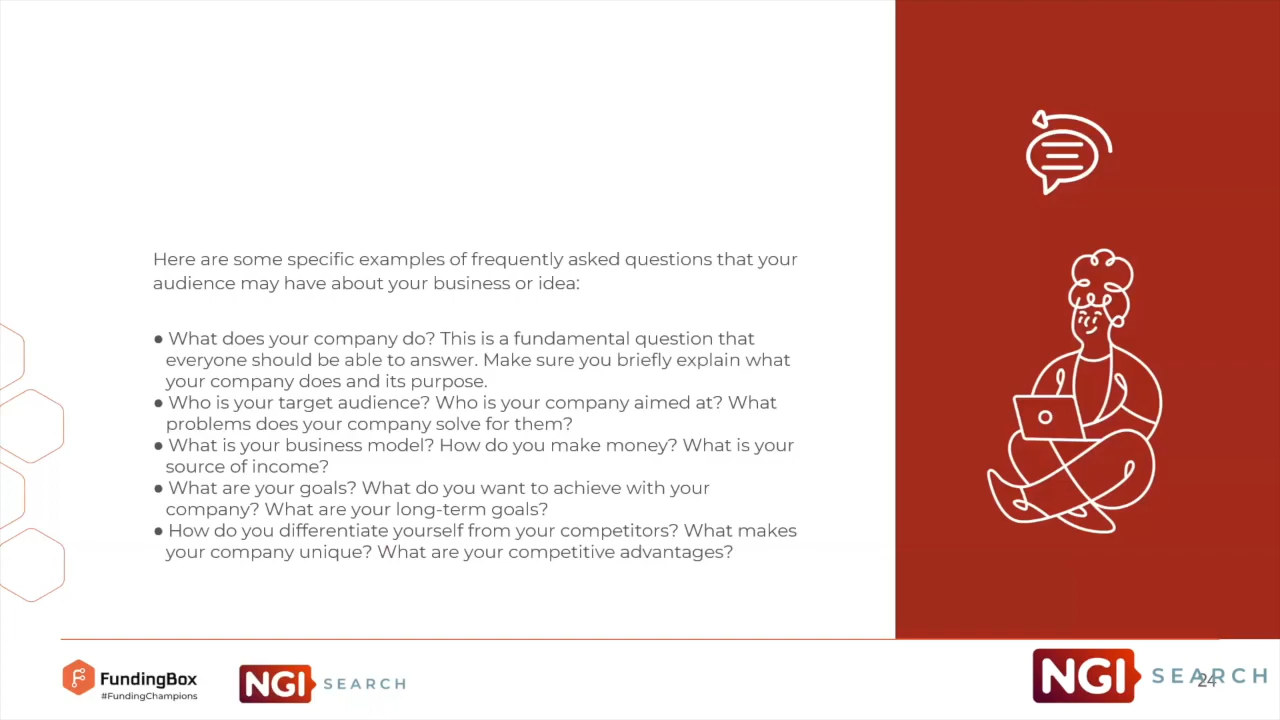 Here are some specific examples of frequently asked questions that your
audience may have about your business or idea:
● What does your company do? This is a fundamental question that
everyone should be able to answer. Make sure you briefly explain what
your company does and its purpose.
● Who is your target audience? Who is your company aimed at? What
problems does your company solve for them?
● What is your business model? How do you make money? What is your
source of income?
● What are your goals? What do you want to achieve with your
company? What are your long-term goals?
● How do you differentiate yourself from your competitors? What makes
your company unique? What are your competitive advantages?
FundingBox
#FundingChampions
NGI SEARCH
NGI SEARCH
24